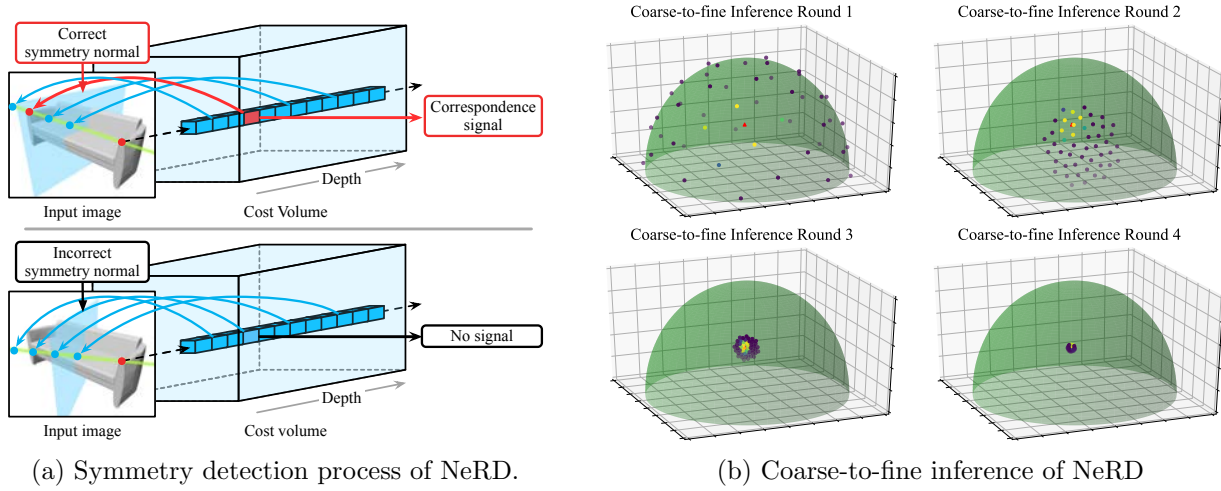 Correct
symmetry normal
Correspondence
signal
Depth
Input image
Cost Volume
Incorrect
symmetry normal
No signal
Depth
Input image
Cost volume
(a) Symmetry detection process of NeRD.
Coarse-to-fine Inference Round 1
Coarse-to-fine Inference Round 2
Coarse-to-fine Inference Round 3
Coarse-to-fine Inference Round 4
(b) Coarse-to-fine inference of NeRD